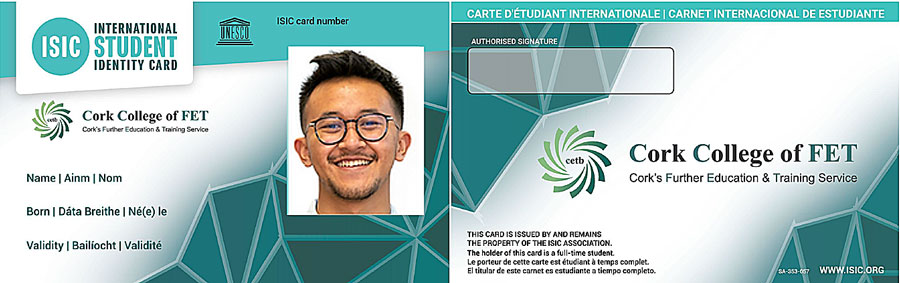 ISIC
INTERNATIONAL
STUDENT
IDENTITY CARD
UNESCO
ISIC card number
cetb
Cork College of FET
Cork's Further Education & Training Service
Name | Ainm | Nom
Born | Dáta Breithe | Né(e) le
Validity | Bailíocht | Validité
CARTE D'ÉTUDIANT INTERNATIONALE | CARNET INTERNACIONAL DE ESTUDIANTE
AUTHORISED SIGNATURE
cetb
Cork College of FET
Cork's Further Education & Training Service
THIS CARD IS ISSUED BY AND REMAINS
THE PROPERTY OF THE ISIC ASSOCIATION.
The holder of this card is a full-time student.
Le porteur de cette carte est étudiant à temps complet.
El titular de este carnet es estudiante a tiempo completo.
SA-353-667 WWW.ISIC.ORG